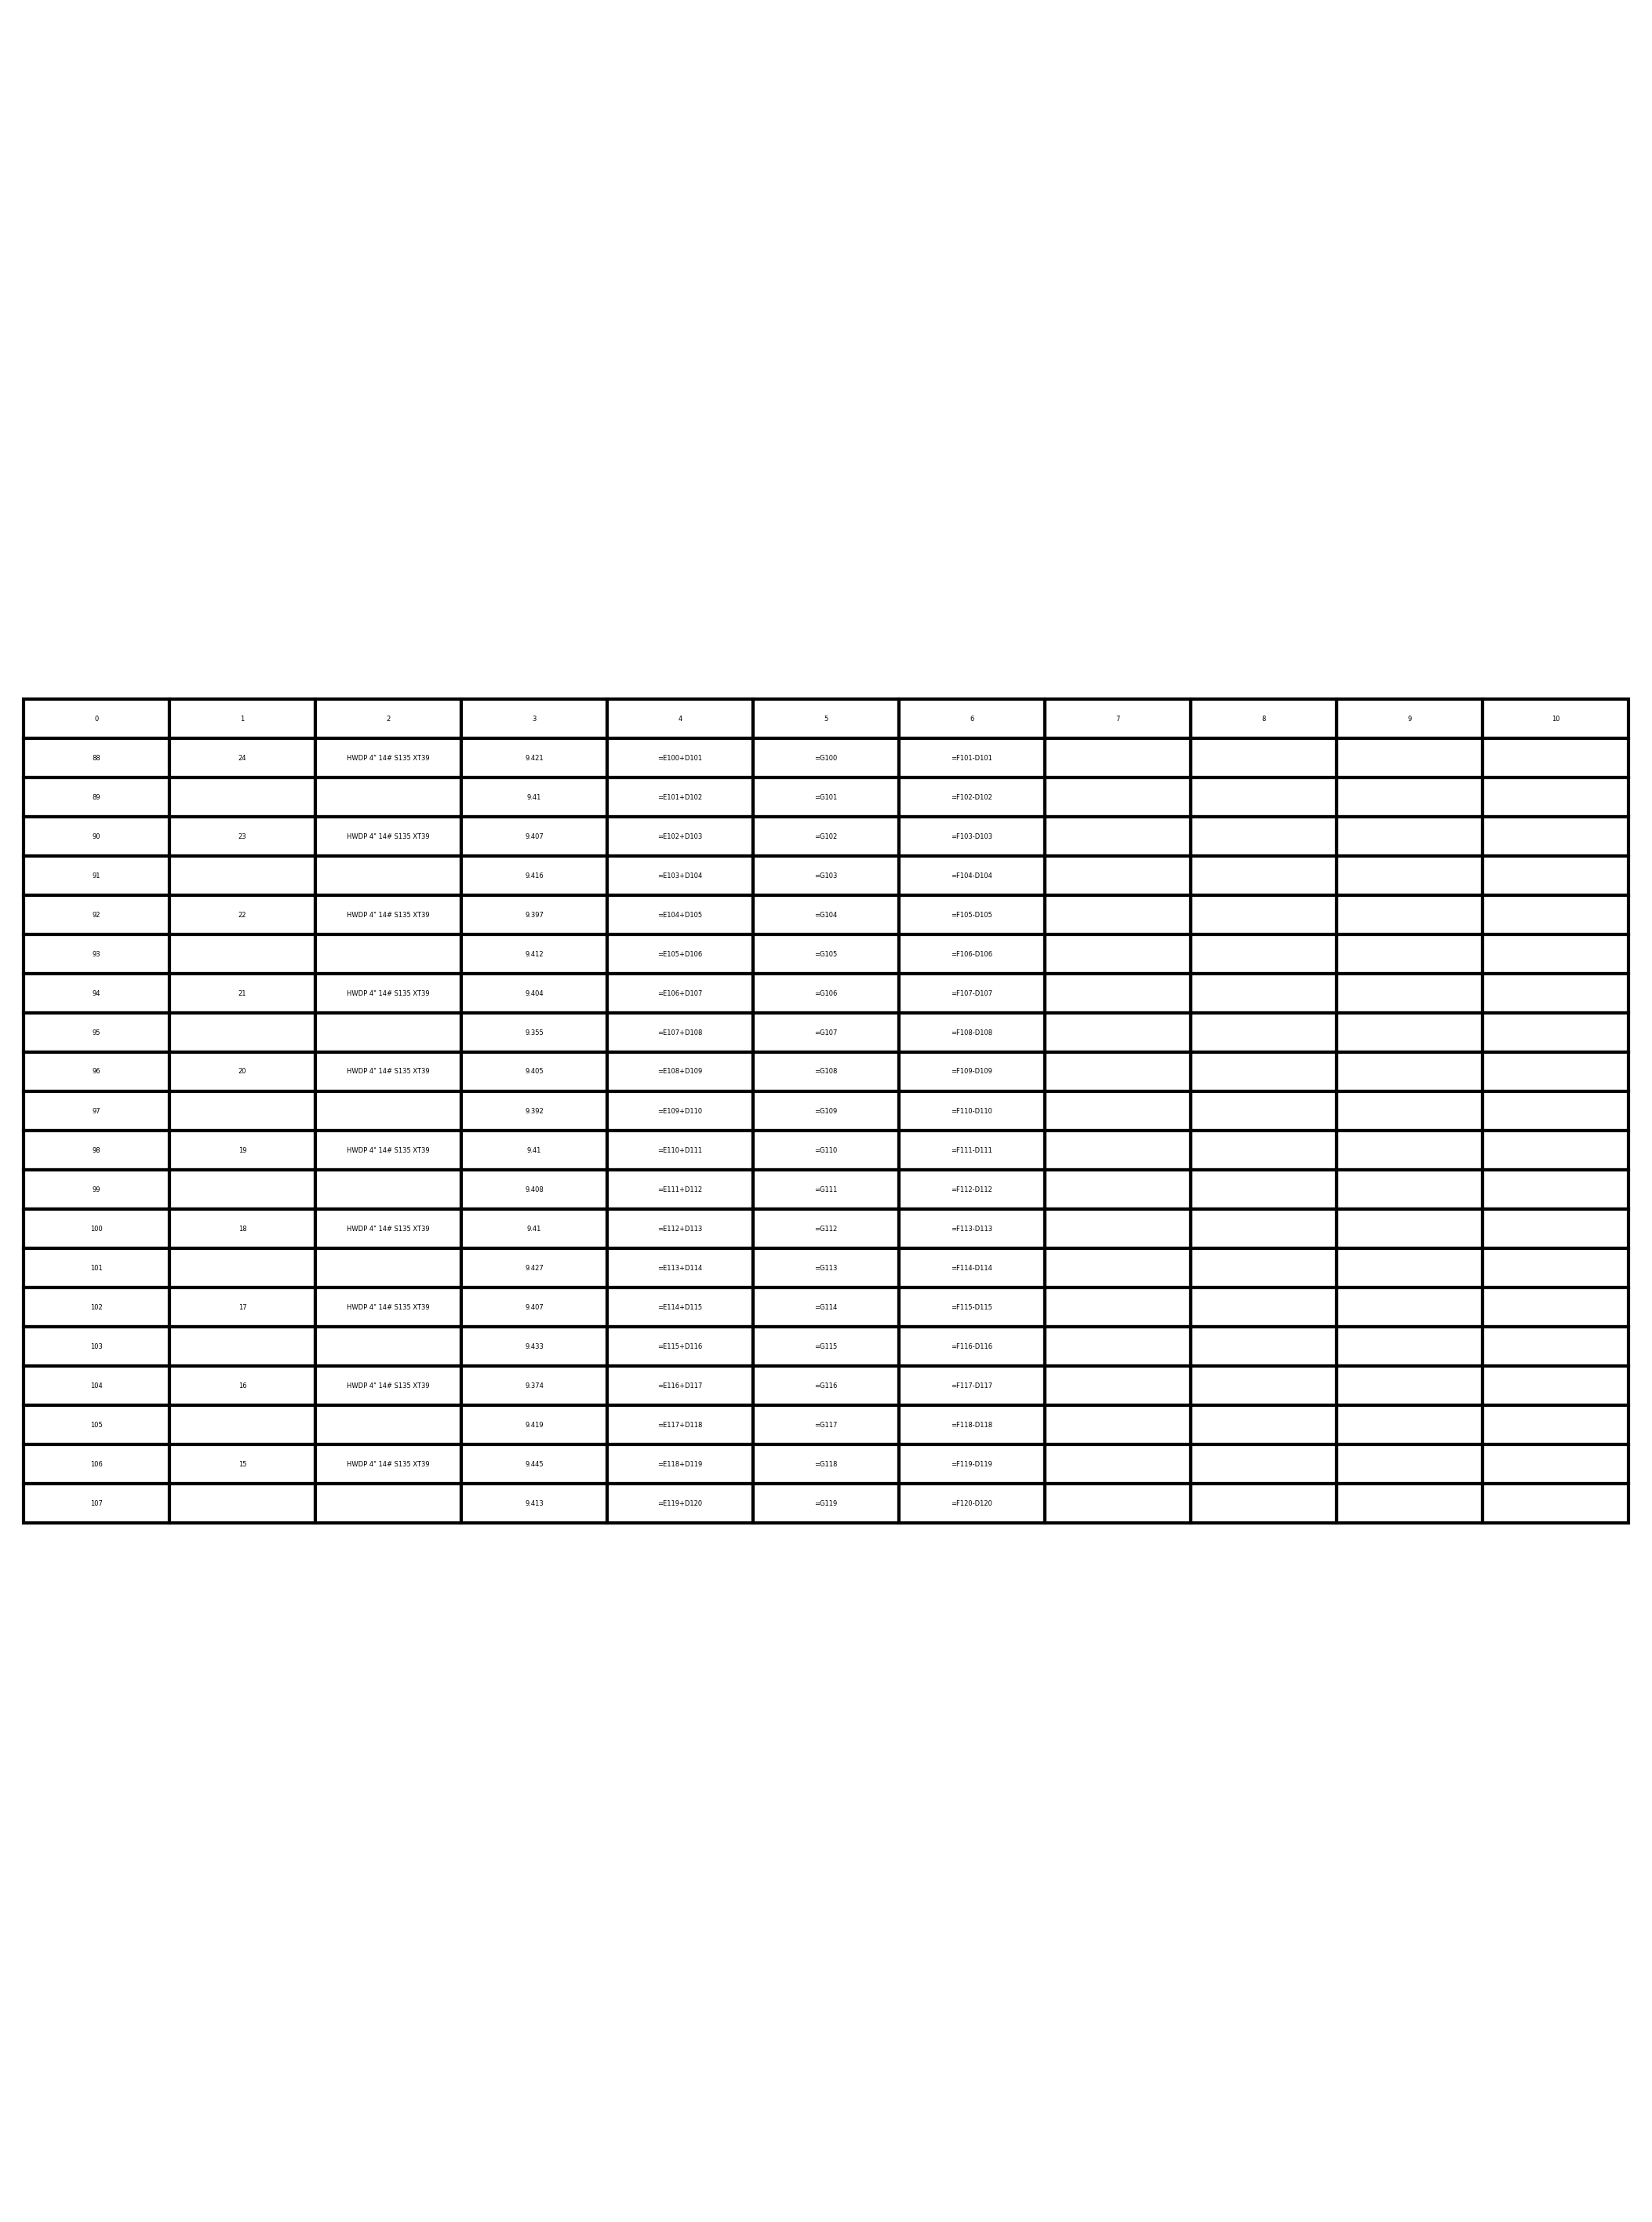 0 1 2 3 4 5 6 7 8 9 10
88 24 HWDP 4" 14# S135 XT39 9.421 =E100+D101 =G100 =F101-D101
89 9.41 =E101+D102 =G101 =F102-D102
90 23 HWDP 4" 14# S135 XT39 9.407 =E102+D103 =G102 =F103-D103
91 9.416 =E103+D104 =G103 =F104-D104
92 22 HWDP 4" 14# S135 XT39 9.397 =E104+D105 =G104 =F105-D105
93 9.412 =E105+D106 =G105 =F106-D106
94 21 HWDP 4" 14# S135 XT39 9.404 =E106+D107 =G106 =F107-D107
95 9.355 =E107+D108 =G107 =F108-D108
96 20 HWDP 4" 14# S135 XT39 9.405 =E108+D109 =G108 =F109-D109
97 9.392 =E109+D110 =G109 =F110-D110
98 19 HWDP 4" 14# S135 XT39 9.41 =E110+D111 =G110 =F111-D111
99 9.408 =E111+D112 =G111 =F112-D112
100 18 HWDP 4" 14# S135 XT39 9.41 =E112+D113 =G112 =F113-D113
101 9.427 =E113+D114 =G113 =F114-D114
102 17 HWDP 4" 14# S135 XT39 9.407 =E114+D115 =G114 =F115-D115
103 9.433 =E115+D116 =G115 =F116-D116
104 16 HWDP 4" 14# S135 XT39 9.374 =E116+D117 =G116 =F117-D117
105 9.419 =E117+D118 =G117 =F118-D118
106 15 HWDP 4" 14# S135 XT39 9.445 =E118+D119 =G118 =F119-D119
107 9.413 =E119+D120 =G119 =F120-D120